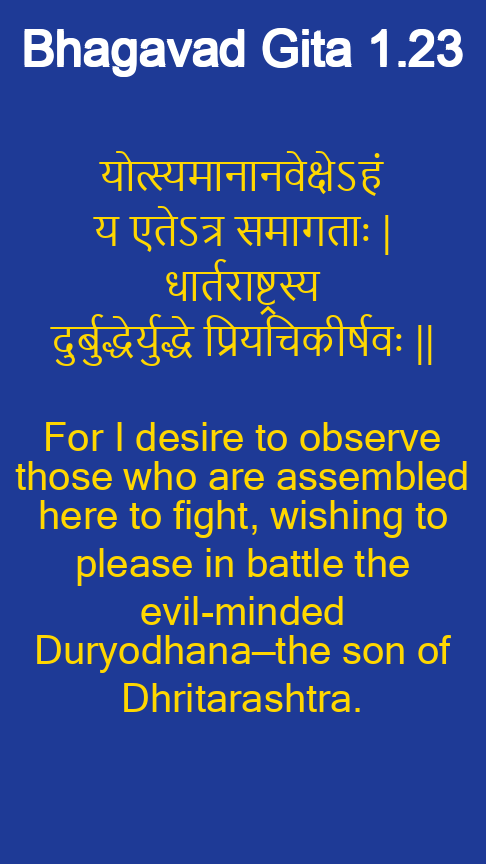 Bhagavad Gita 1.23
योत्स्यमानानवेक्षेऽहं
य एतेऽत्र समागताः |
धार्तराष्ट्रस्य
दुर्बुद्धेर्युद्धे प्रियचिकीर्षवः ||
For I desire to observe
those who are assembled
here to fight, wishing to
please in battle the
evil-minded
Duryodhana—the son of
Dhritarashtra.